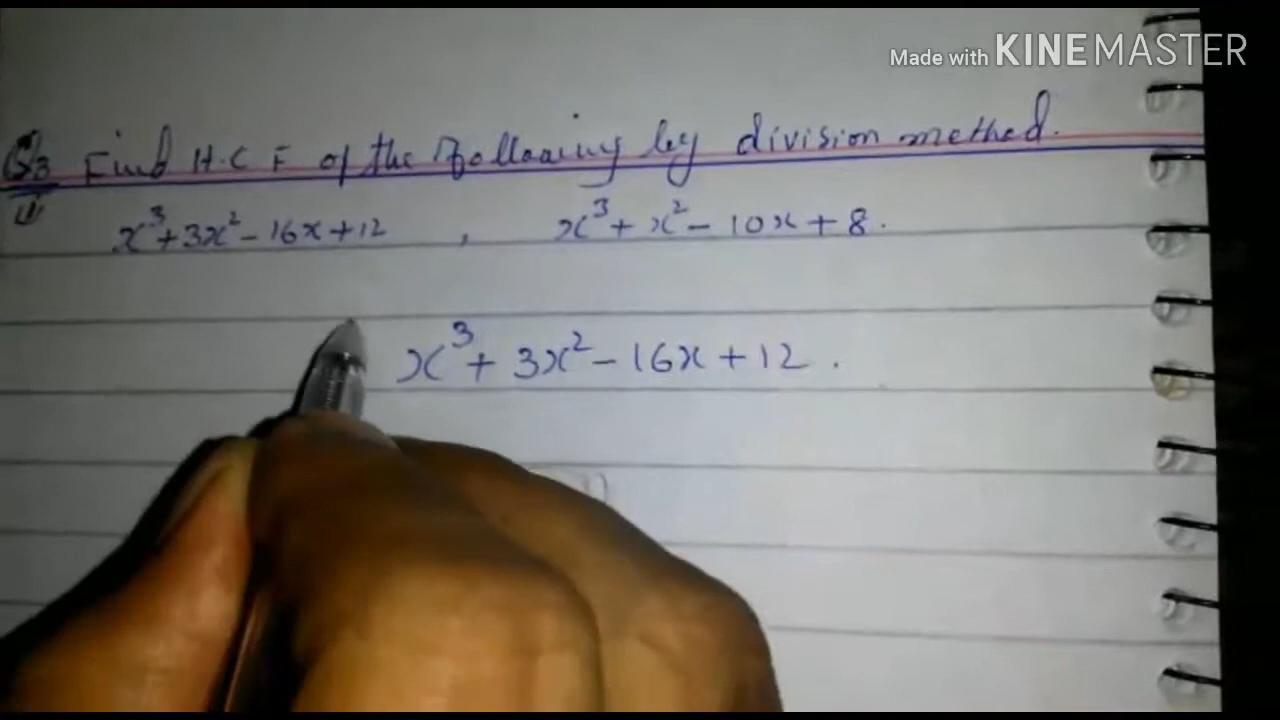 Made with KINEMASTER
Q3 Find H.C F of the following by division method.
(1)
x³+3x²-16x+12 , x³+x²-10x+8.
x³+3x²-16x+12.